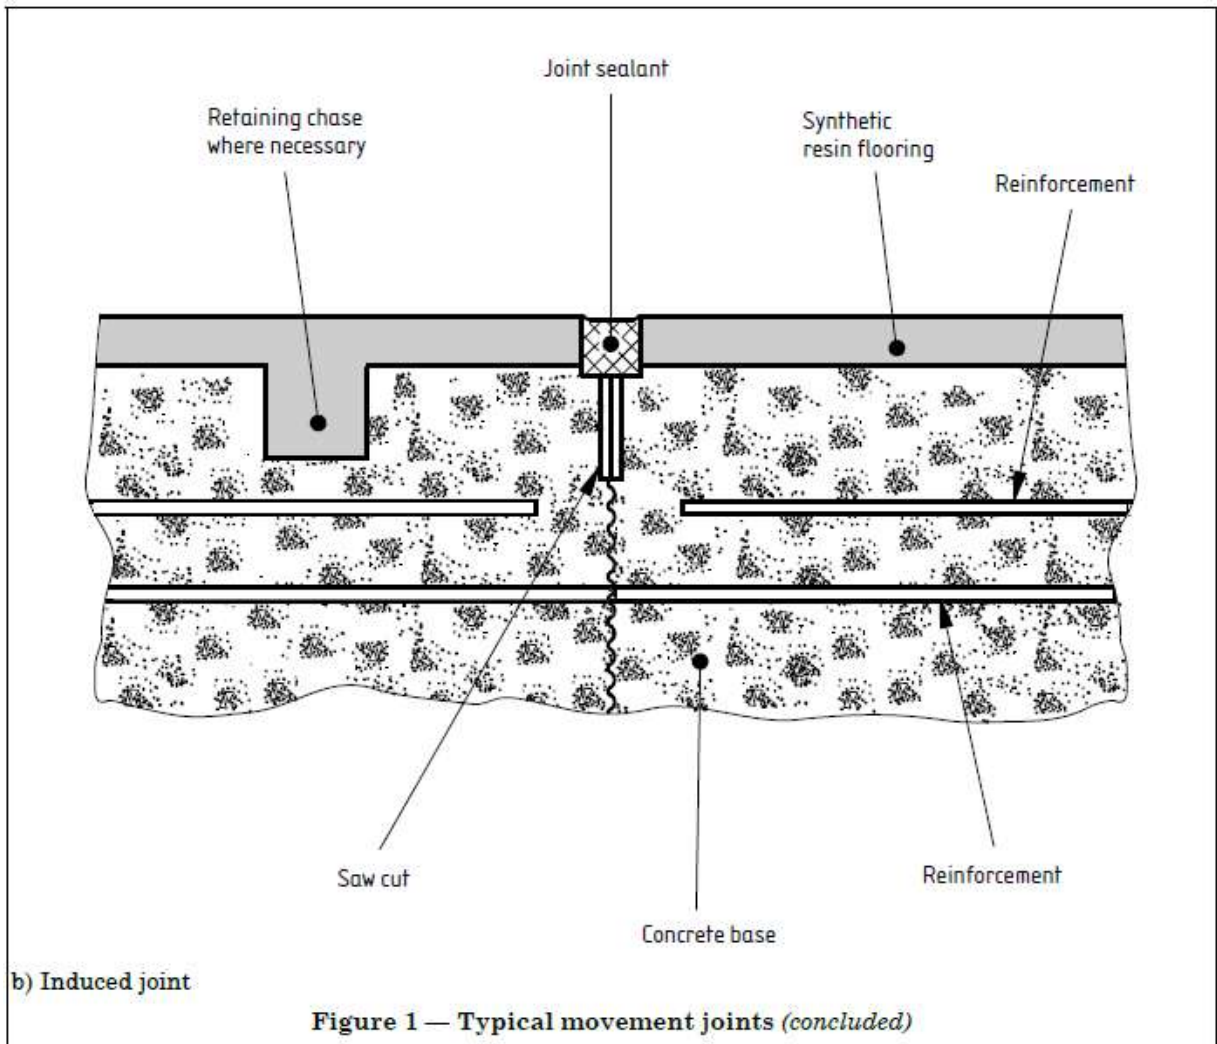 Joint sealant
Retaining chase
where necessary
Synthetic
resin flooring
Reinforcement
Saw cut
Reinforcement
Concrete base
b) Induced joint
Figure 1 — Typical movement joints (concluded)